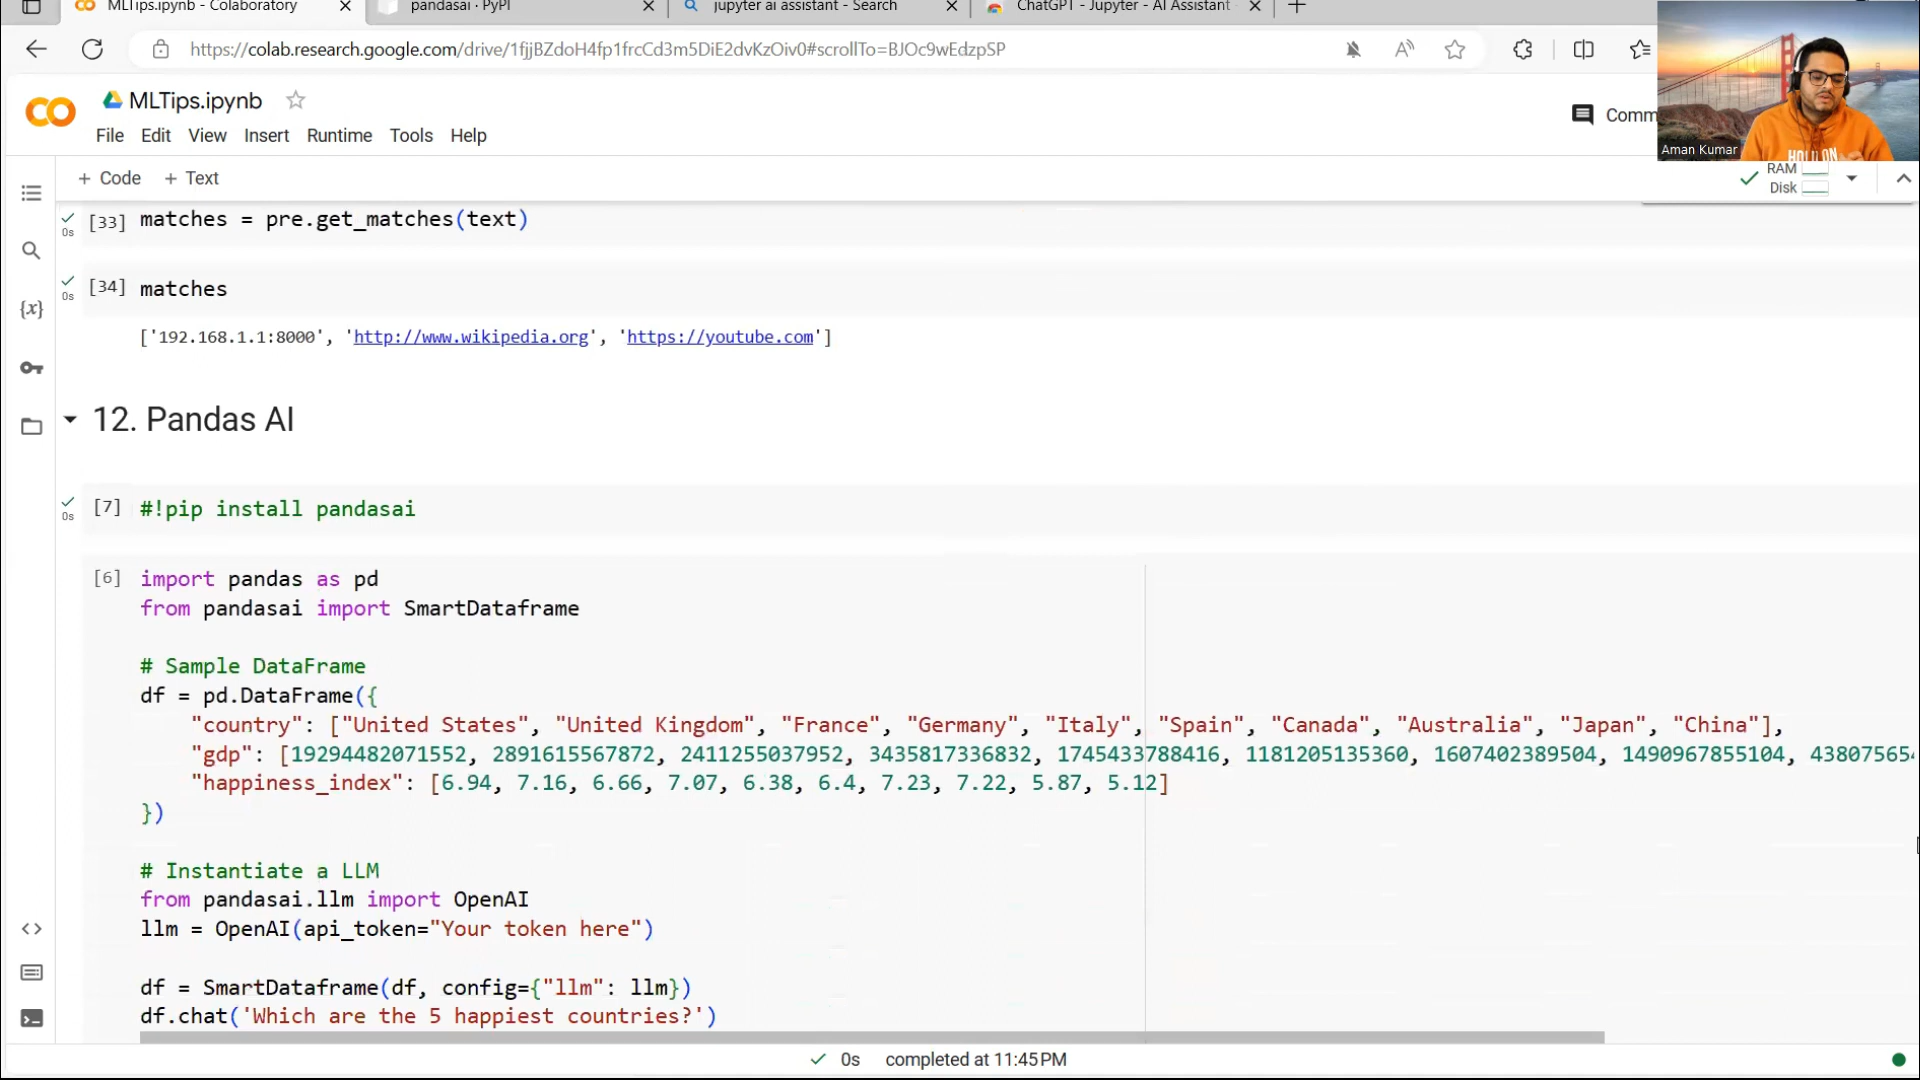 MLTips.ipynb - Colaboratory
pandasai · PyPI
jupyter ai assistant - Search
ChatGPT - Jupyter - AI Assistant
https://colab.research.google.com/drive/1fjjBZdoH4fp1frcCd3m5DiE2dvKzOiv0#scrollTo=BJOc9wEdzpSP
MLTips.ipynb
File Edit View Insert Runtime Tools Help
Comm
Aman Kumar
HOLD ON
+ Code + Text
RAM
Disk
[33] matches = pre.get_matches(text)
0s
[34] matches
0s
['192.168.1.1:8000', 'http://www.wikipedia.org', 'https://youtube.com']
12. Pandas AI
[7] #!pip install pandasai
0s
[6] import pandas as pd
from pandasai import SmartDataframe
# Sample DataFrame
df = pd.DataFrame({
"country": ["United States", "United Kingdom", "France", "Germany", "Italy", "Spain", "Canada", "Australia", "Japan", "China"],
"gdp": [19294482071552, 2891615567872, 2411255037952, 3435817336832, 1745433788416, 1181205135360, 1607402389504, 1490967855104, 438075654
"happiness_index": [6.94, 7.16, 6.66, 7.07, 6.38, 6.4, 7.23, 7.22, 5.87, 5.12]
})
# Instantiate a LLM
from pandasai.llm import OpenAI
llm = OpenAI(api_token="Your token here")
df = SmartDataframe(df, config={"llm": llm})
df.chat('Which are the 5 happiest countries?')
0s completed at 11:45 PM